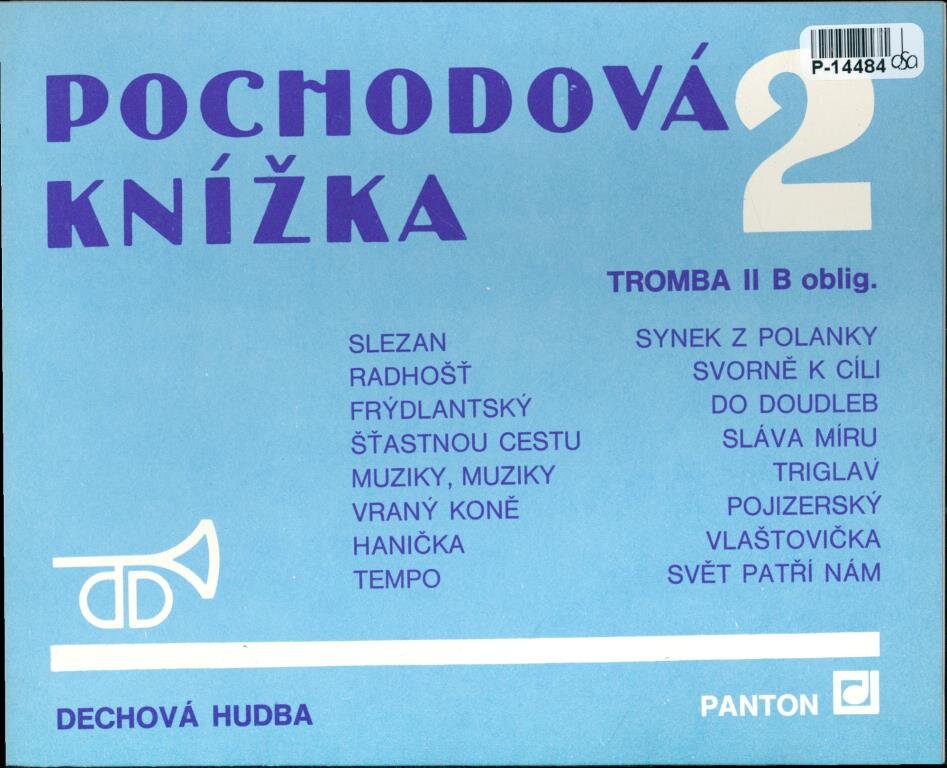 P-14484 OSA
POCHODOVÁ 2
KNÍŽKA
TROMBA II B oblig.
SLEZAN
RADHOŠŤ
FRÝDLANTSKÝ
ŠŤASTNOU CESTU
MUZIKY, MUZIKY
VRANÝ KONĚ
HANIČKA
TEMPO
SYNEK Z POLANKY
SVORNĚ K CÍLI
DO DOUDLEB
SLÁVA MÍRU
TRIGLAV
POJIZERSKÝ
VLAŠTOVIČKA
SVĚT PATŘÍ NÁM
DECHOVÁ HUDBA
PANTON